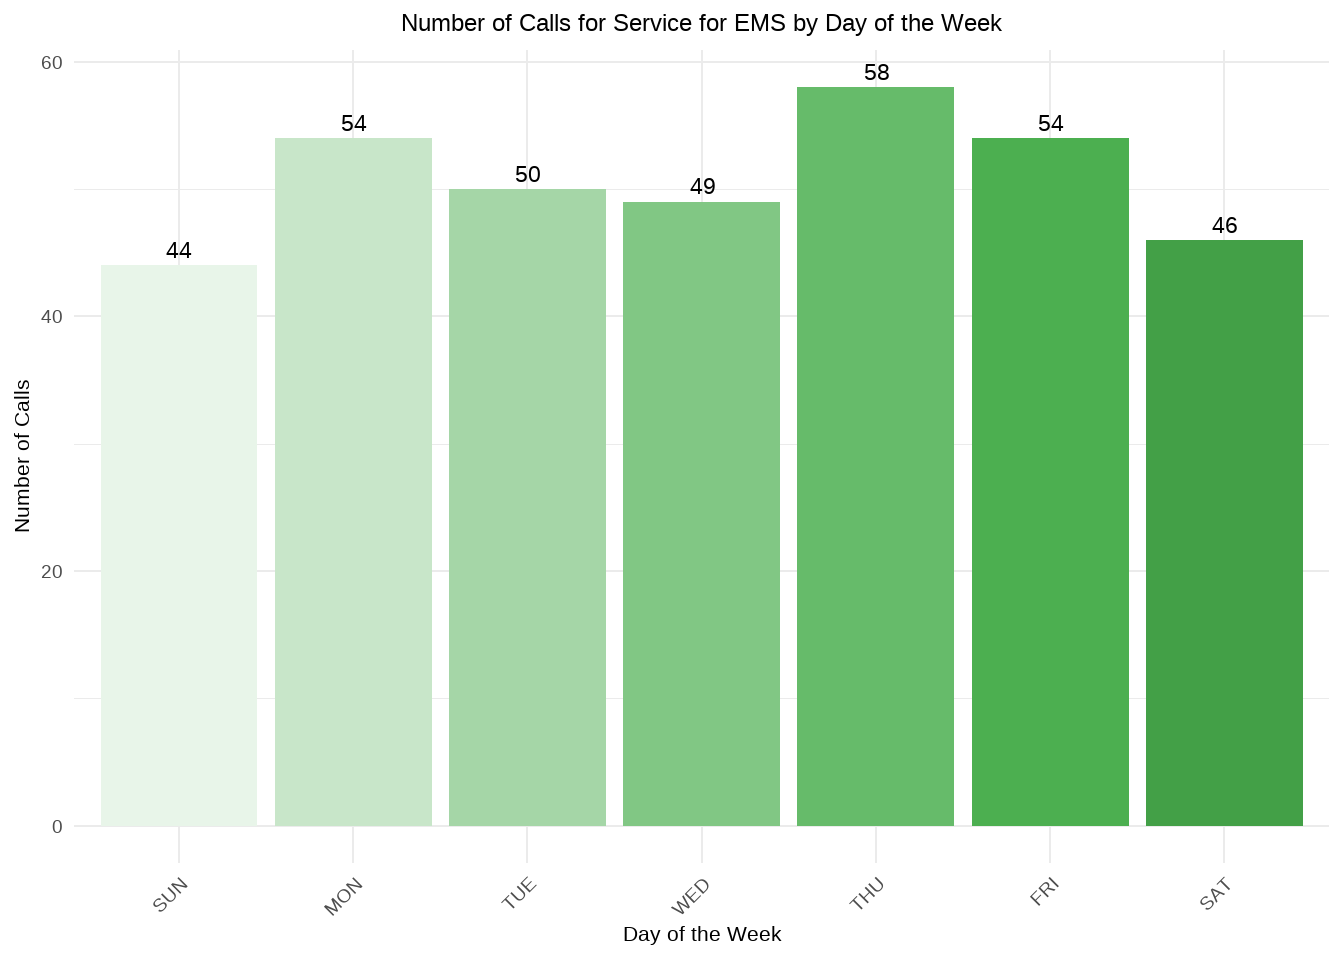 Number of Calls for Service for EMS by Day of the Week
60
40
20
0
Number of Calls
44
54
50
49
58
54
46
SUN
MON
TUE
WED
THU
FRI
SAT
Day of the Week